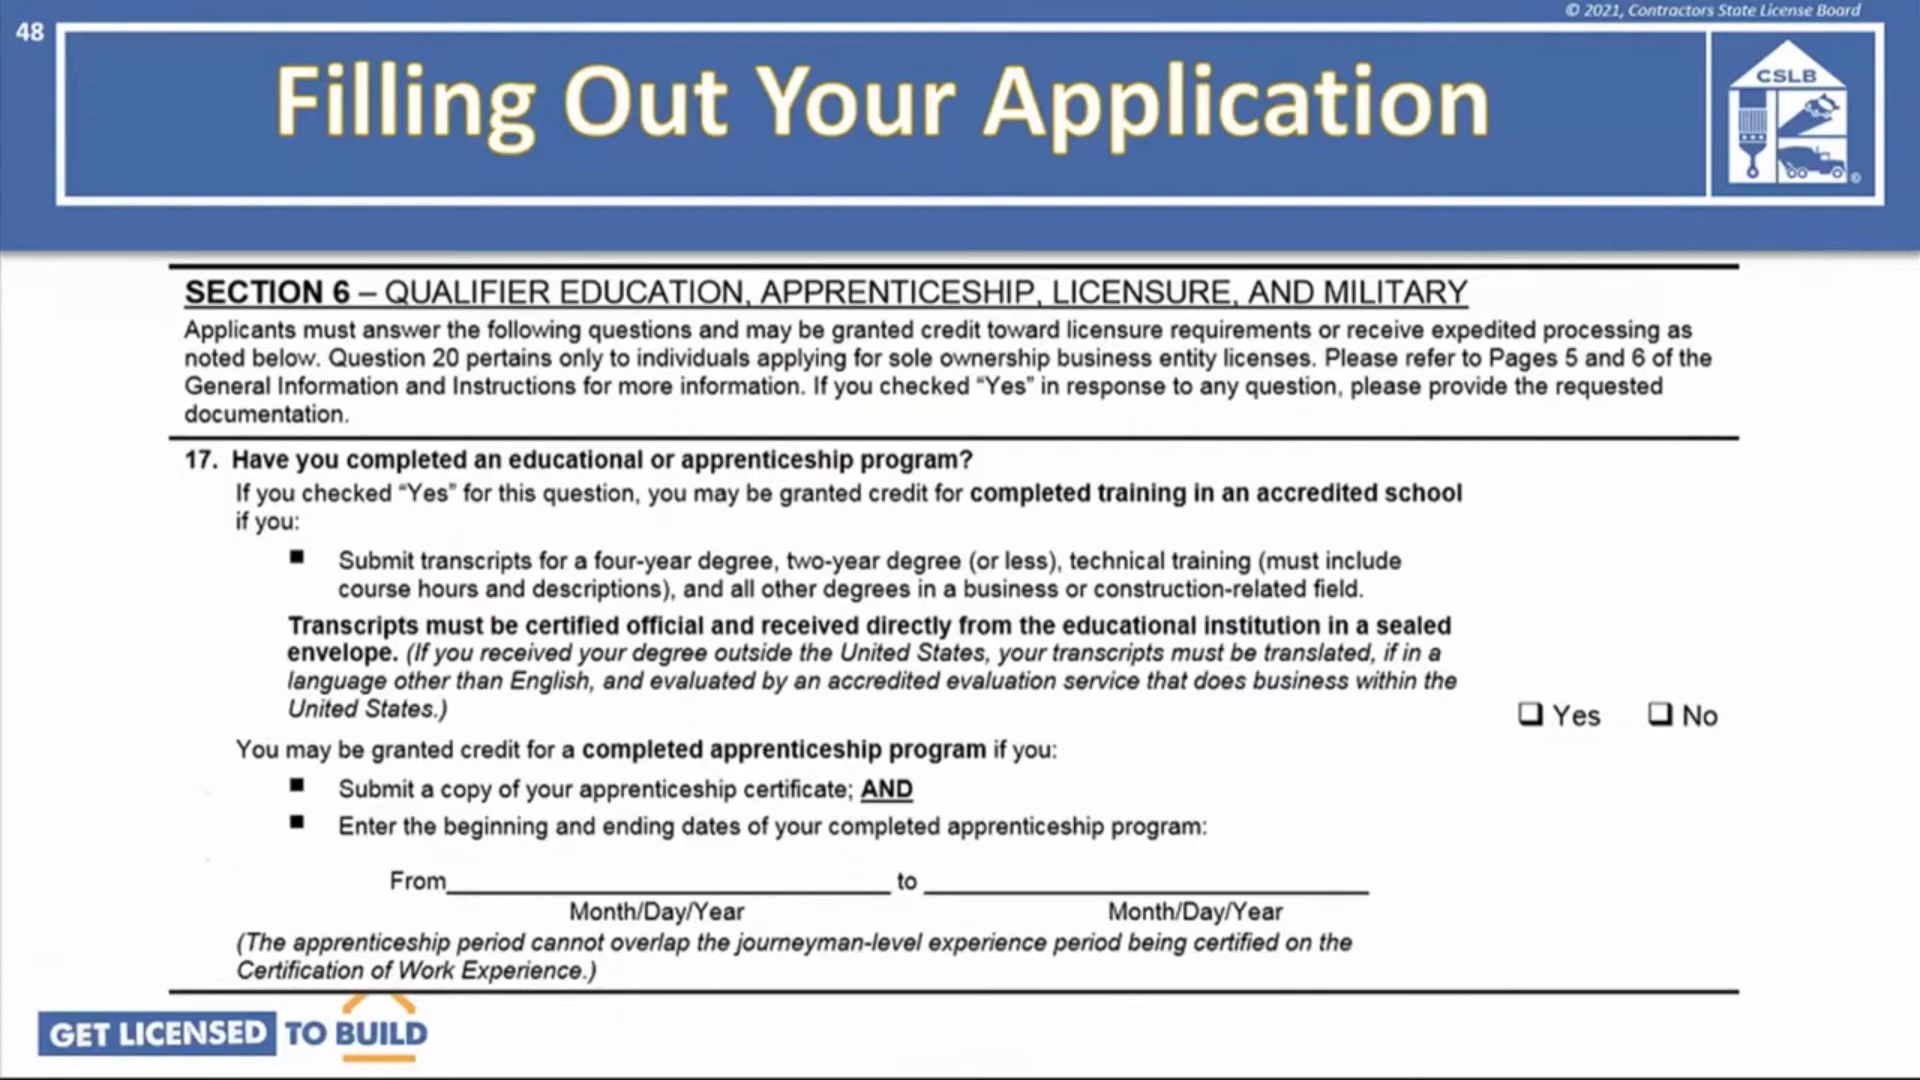 © 2021, Contractors State License Board
48
Filling Out Your Application
CSLB
©
SECTION 6 – QUALIFIER EDUCATION, APPRENTICESHIP, LICENSURE, AND MILITARY
Applicants must answer the following questions and may be granted credit toward licensure requirements or receive expedited processing as
noted below. Question 20 pertains only to individuals applying for sole ownership business entity licenses. Please refer to Pages 5 and 6 of the
General Information and Instructions for more information. If you checked “Yes” in response to any question, please provide the requested
documentation.
17. Have you completed an educational or apprenticeship program?
If you checked “Yes” for this question, you may be granted credit for completed training in an accredited school
if you:
■ Submit transcripts for a four-year degree, two-year degree (or less), technical training (must include
course hours and descriptions), and all other degrees in a business or construction-related field.
Transcripts must be certified official and received directly from the educational institution in a sealed
envelope. (If you received your degree outside the United States, your transcripts must be translated, if in a
language other than English, and evaluated by an accredited evaluation service that does business within the
United States.)
❑ Yes ❑ No
You may be granted credit for a completed apprenticeship program if you:
■ Submit a copy of your apprenticeship certificate; AND
■ Enter the beginning and ending dates of your completed apprenticeship program:
From_______________ to _______________
Month/Day/Year Month/Day/Year
(The apprenticeship period cannot overlap the journeyman-level experience period being certified on the
Certification of Work Experience.)
GET LICENSED TO BUILD